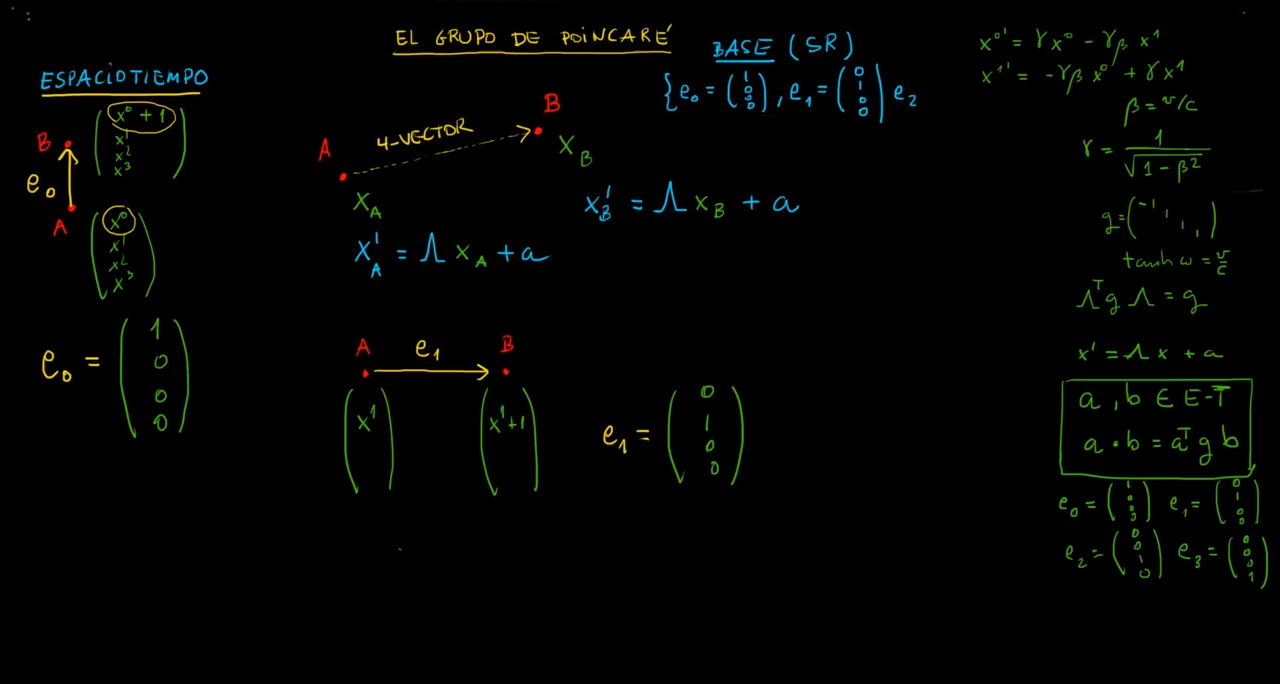 EL GRUPO DE POINCARÉ
ESPACIOTIEMPO
B
x⁰ + 1
x¹
x²
x³
e₀
A
x⁰
x¹
x²
x³
e₀ =
1
0
0
0
A
4-VECTOR
B
X_A
X_B
X'_A = Λ x_A + a
x'_B = Λ x_B + a
BASE (SR)
{e₀ = (1 0 0 0), e₁ = (0 1 0 0) e₂
A
e₁
B
x¹
x¹+1
e₁ =
0
1
0
0
x⁰' = γx⁰ - γβ x¹
x¹' = -γβ x⁰ + γx¹
β = v/c
γ = 1 / √(1 - β²)
g = (-1 1 1 1)
tanh ω = v/c
Λᵀ g Λ = g
x' = Λ x + a
a, b ∈ E-T
a · b = aᵀ g b
e₀ = (1 0 0 0) e₁ = (0 1 0 0)
e₂ = (0 0 1 0) e₃ = (0 0 0 1)